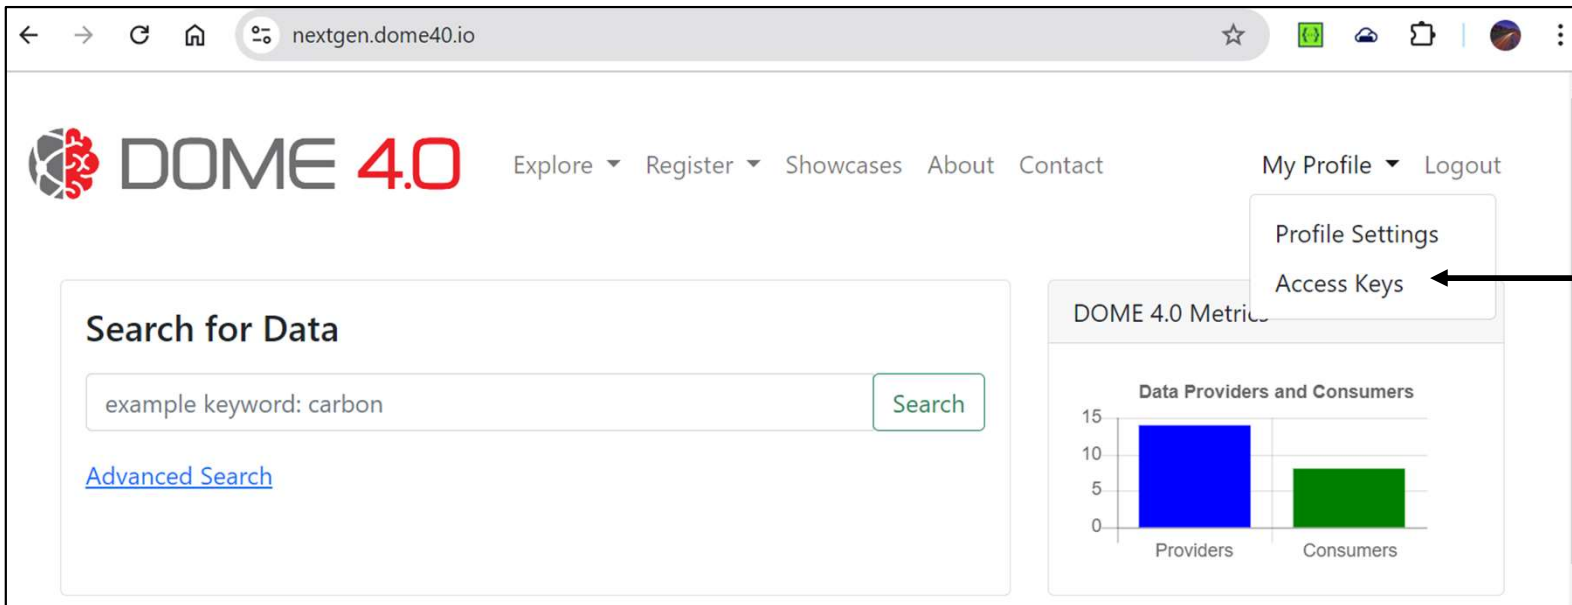 nextgen.dome40.io
DOME 4.0
Explore Register Showcases About Contact My Profile Logout
Profile Settings
Access Keys
Search for Data
example keyword: carbon
Search
Advanced Search
DOME 4.0 Metrics
Data Providers and Consumers
15
10
5
0
Providers Consumers